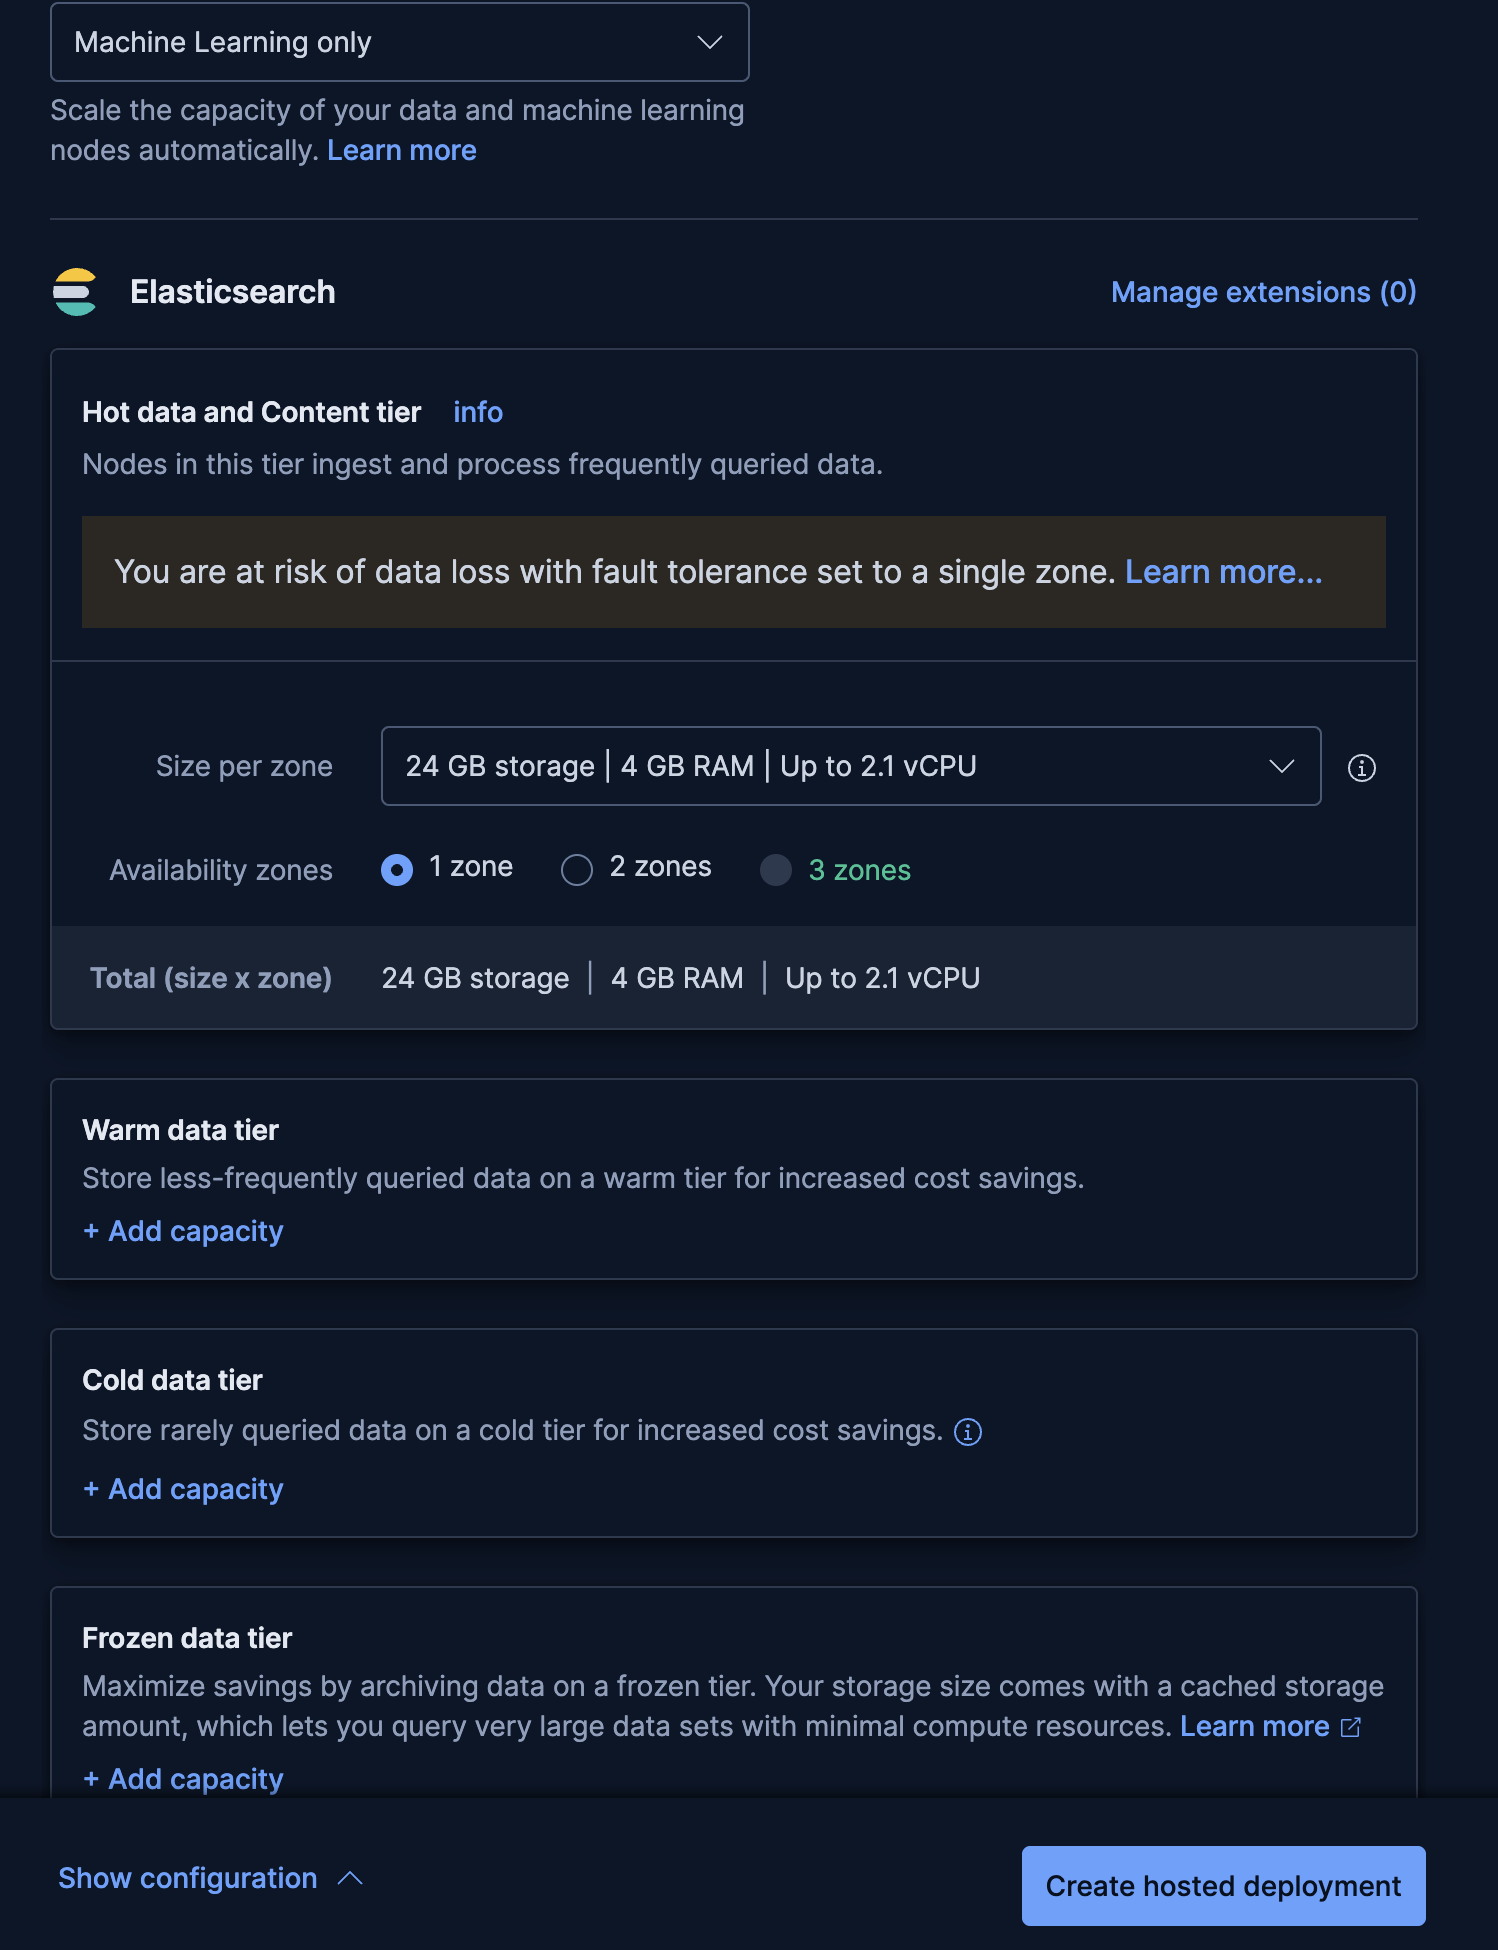 Machine Learning only
Scale the capacity of your data and machine learning
nodes automatically. Learn more
Elasticsearch
Manage extensions (0)
Hot data and Content tier info
Nodes in this tier ingest and process frequently queried data.
You are at risk of data loss with fault tolerance set to a single zone. Learn more...
Size per zone 24 GB storage | 4 GB RAM | Up to 2.1 vCPU
Availability zones 1 zone 2 zones 3 zones
Total (size x zone) 24 GB storage | 4 GB RAM | Up to 2.1 vCPU
Warm data tier
Store less-frequently queried data on a warm tier for increased cost savings.
+ Add capacity
Cold data tier
Store rarely queried data on a cold tier for increased cost savings.
+ Add capacity
Frozen data tier
Maximize savings by archiving data on a frozen tier. Your storage size comes with a cached storage
amount, which lets you query very large data sets with minimal compute resources. Learn more
+ Add capacity
Show configuration
Create hosted deployment